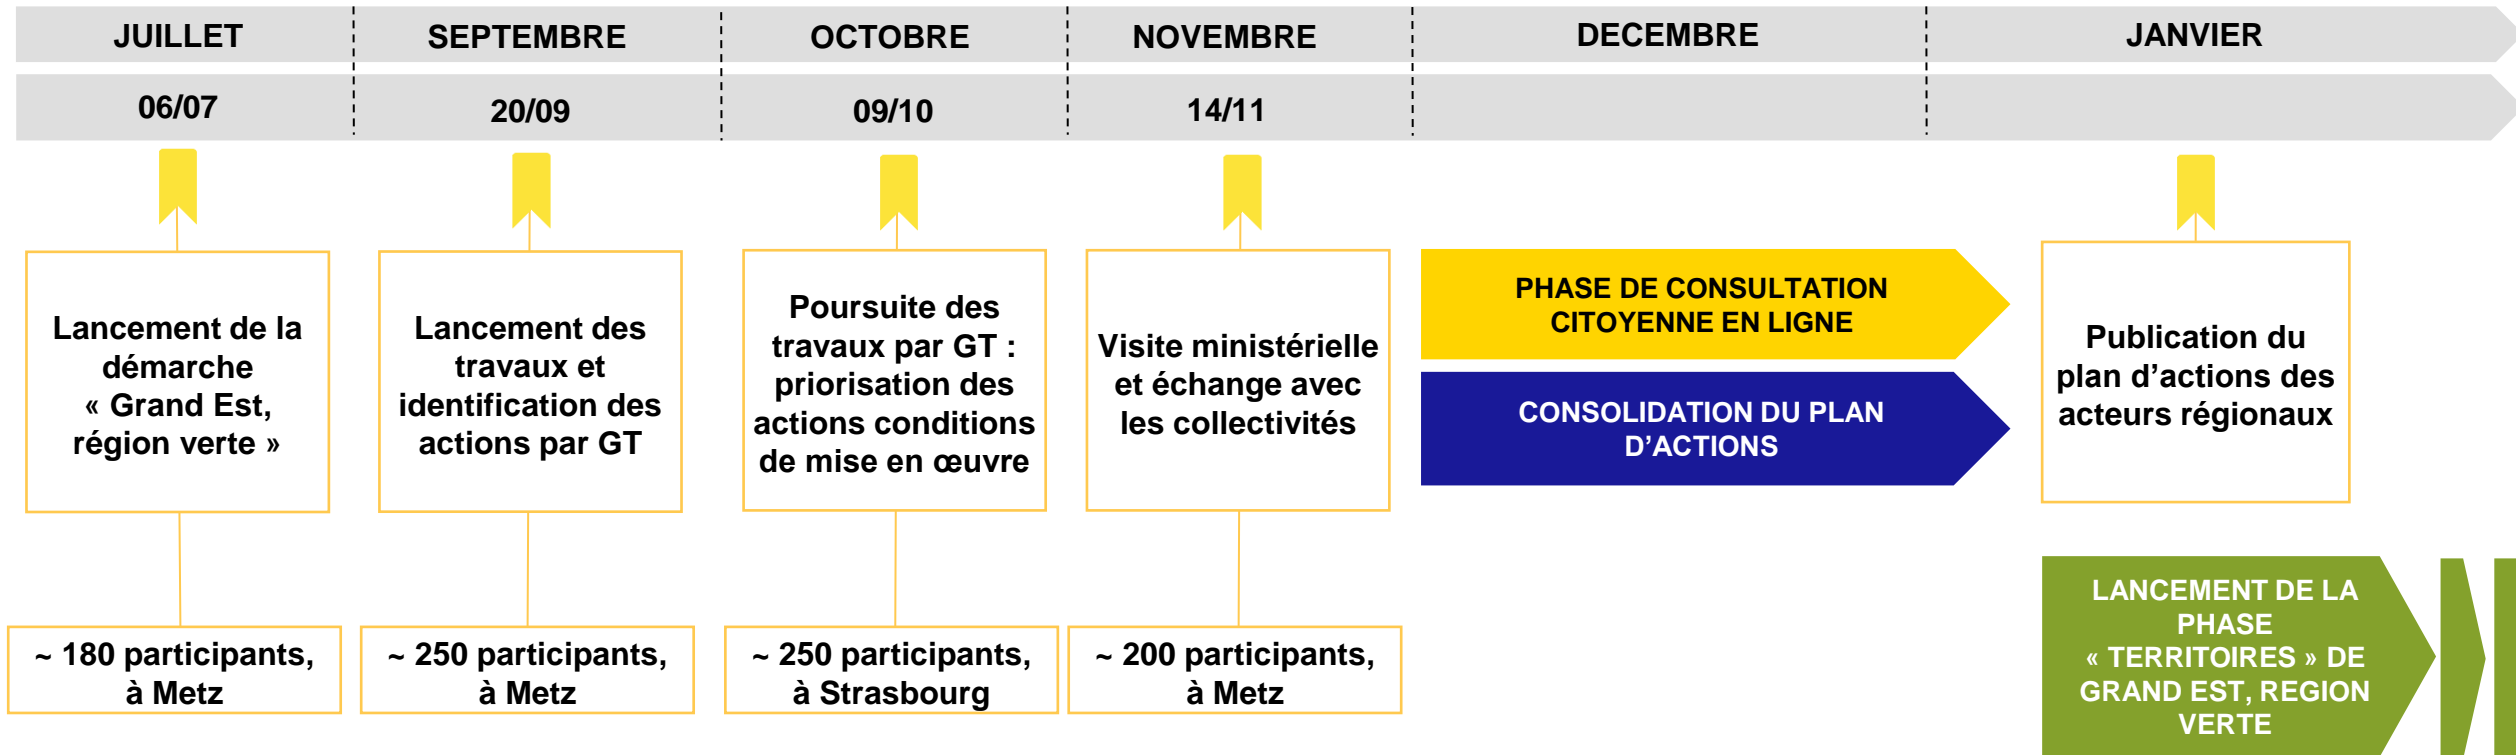 JUILLET
SEPTEMBRE
OCTOBRE
NOVEMBRE
DECEMBRE
JANVIER
06/07
20/09
09/10
14/11
Lancement de la
démarche
« Grand Est,
région verte »
Lancement des
travaux et
identification des
actions par GT
Poursuite des
travaux par GT :
priorisation des
actions conditions
de mise en œuvre
Visite ministérielle
et échange avec
les collectivités
PHASE DE CONSULTATION
CITOYENNE EN LIGNE
CONSOLIDATION DU PLAN
D’ACTIONS
Publication du
plan d’actions des
acteurs régionaux
~ 180 participants,
à Metz
~ 250 participants,
à Metz
~ 250 participants,
à Strasbourg
~ 200 participants,
à Metz
LANCEMENT DE LA
PHASE
« TERRITOIRES » DE
GRAND EST, REGION
VERTE